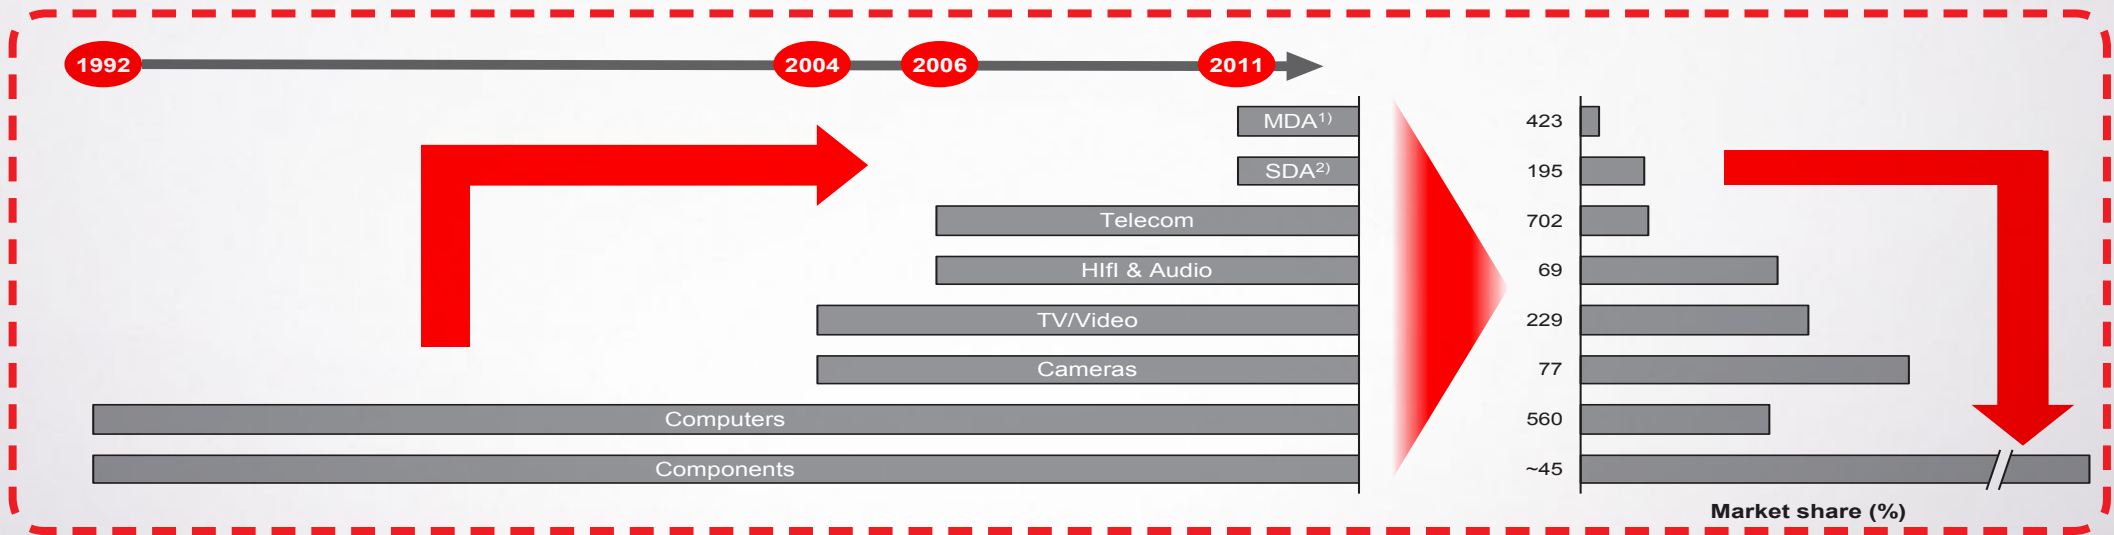 1992 2004 2006 2011
MDA1) 423
SDA2) 195
Telecom 702
HIfI & Audio 69
TV/Video 229
Cameras 77
Computers 560
Components ~45
Market share (%)